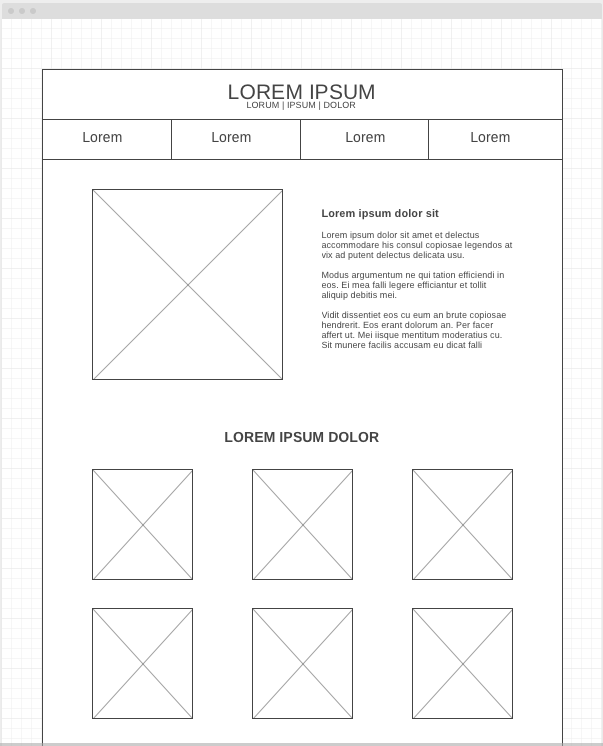 LOREM IPSUM
LORUM | IPSUM | DOLOR
Lorem Lorem Lorem Lorem
Lorem ipsum dolor sit
Lorem ipsum dolor sit amet et delectus
accommodare his consul copiosae legendos at
vix ad putent delectus delicata usu.
Modus argumentum ne qui tation efficiendi in
eos. Ei mea falli legere efficiantur et tollit
aliquip debitis mei.
Vidit dissentiet eos cu eum an brute copiosae
hendrerit. Eos erant dolorum an. Per facer
affert ut. Mei iisque mentitum moderatius cu.
Sit munere facilis accusam eu dicat falli
LOREM IPSUM DOLOR